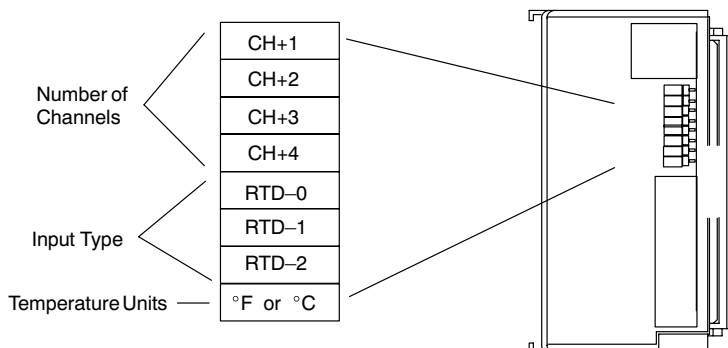 CH+1
CH+2
Number of
Channels
CH+3
CH+4
RTD–0
Input Type
RTD–1
RTD–2
Temperature Units
°F or °C